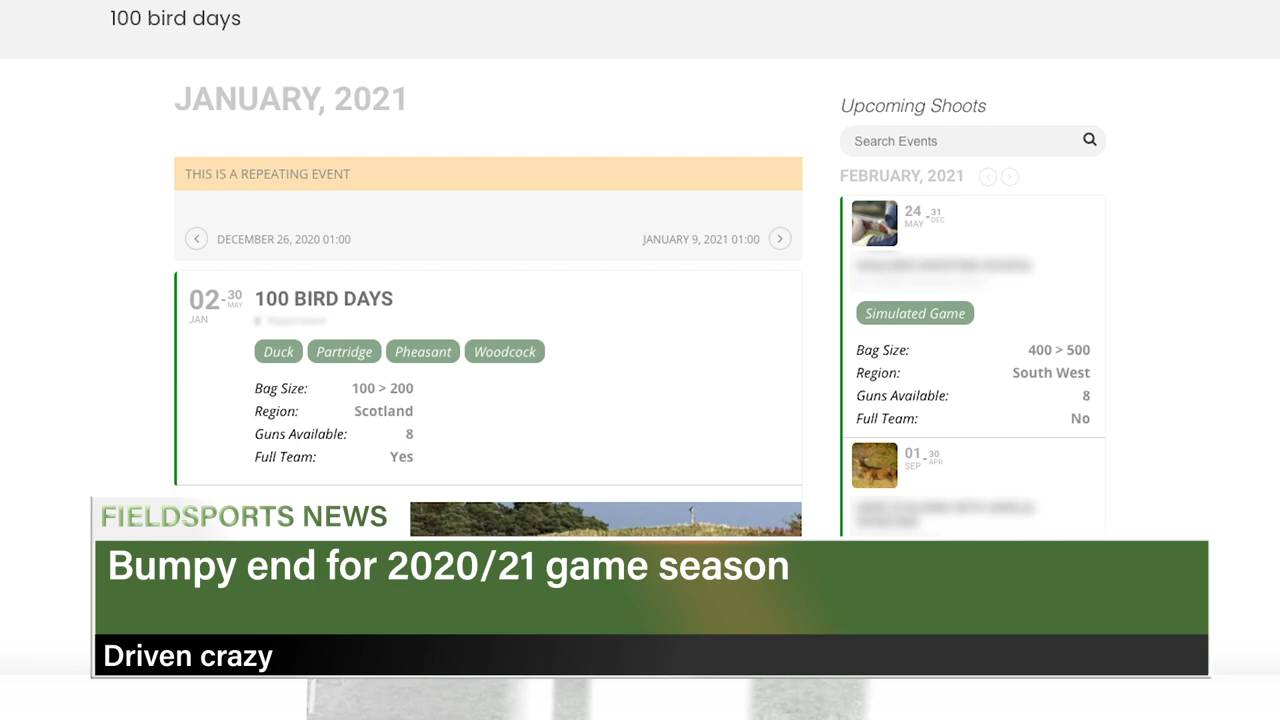 100 bird days
JANUARY, 2021
THIS IS A REPEATING EVENT
DECEMBER 26, 2020 01:00
JANUARY 9, 2021 01:00
02 - 30
JAN MAY
100 BIRD DAYS
Duck Partridge Pheasant Woodcock
Bag Size: 100 > 200
Region: Scotland
Guns Available: 8
Full Team: Yes
Upcoming Shoots
Search Events
FEBRUARY, 2021
24 - 31
MAY DEC
Simulated Game
Bag Size: 400 > 500
Region: South West
Guns Available: 8
Full Team: No
01 - 30
SEP APR
FIELDSPORTS NEWS
Bumpy end for 2020/21 game season
Driven crazy